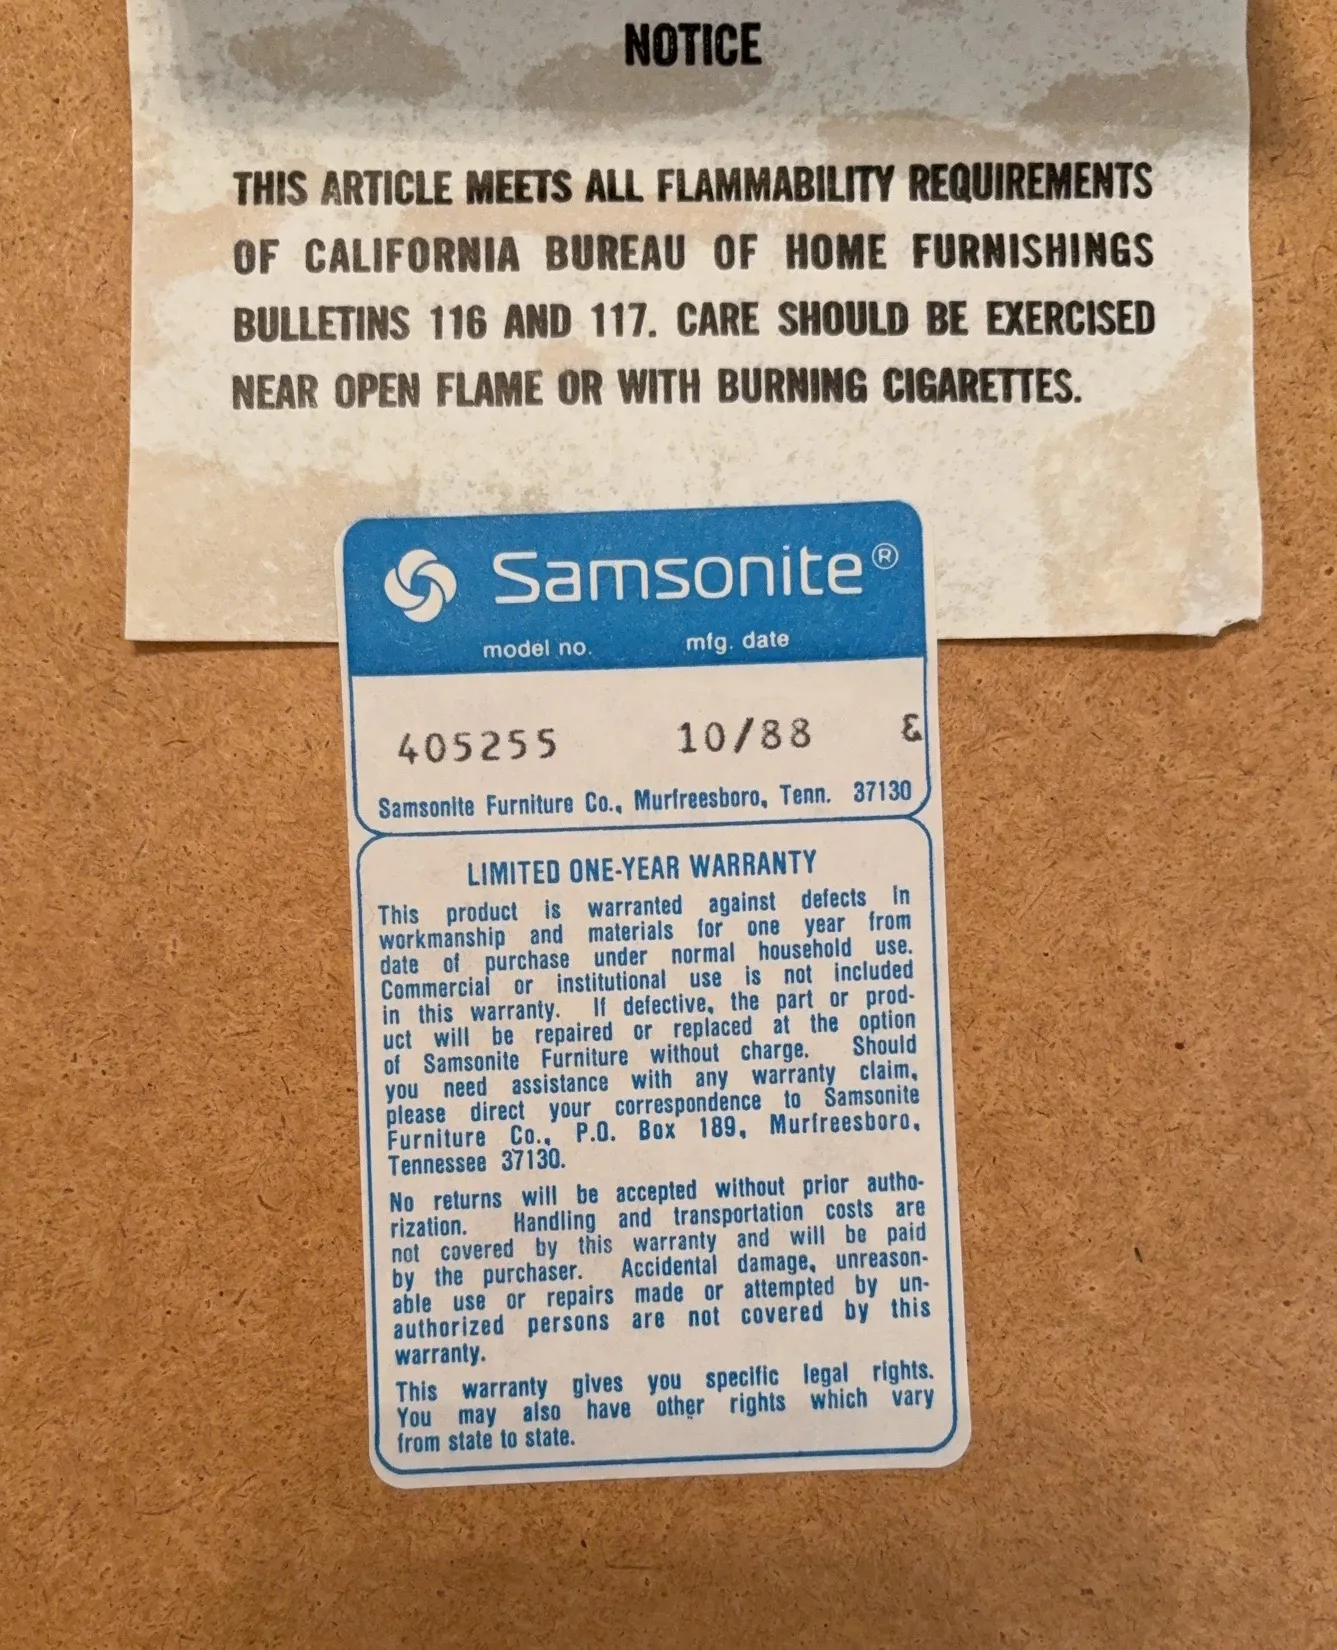 NOTICE
THIS ARTICLE MEETS ALL FLAMMABILITY REQUIREMENTS
OF CALIFORNIA BUREAU OF HOME FURNISHINGS
BULLETINS 116 AND 117. CARE SHOULD BE EXERCISED
NEAR OPEN FLAME OR WITH BURNING CIGARETTES.
Samsonite®
model no. mfg. date
405255 10/88 &
Samsonite Furniture Co., Murfreesboro, Tenn. 37130
LIMITED ONE-YEAR WARRANTY
This product is warranted against defects in
workmanship and materials for one year from
date of purchase under normal household use.
Commercial or institutional use is not included
in this warranty. If defective, the part or prod-
uct will be repaired or replaced at the option
of Samsonite Furniture without charge. Should
you need assistance with any warranty claim,
please direct your correspondence to Samsonite
Furniture Co., P.O. Box 189, Murfreesboro,
Tennessee 37130.
No returns will be accepted without prior autho-
rization. Handling and transportation costs are
not covered by this warranty and will be paid
by the purchaser. Accidental damage, unreason-
able use or repairs made or attempted by un-
authorized persons are not covered by this
warranty.
This warranty gives you specific legal rights.
You may also have other rights which vary
from state to state.